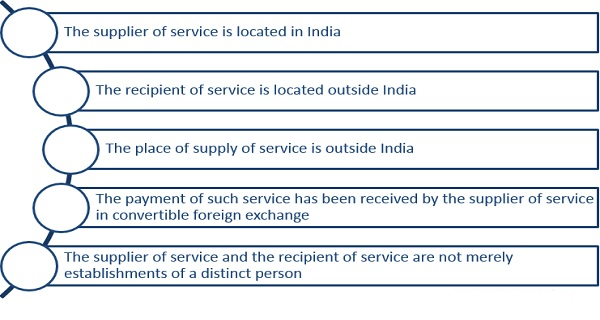 The supplier of service is located in India
The recipient of service is located outside India
The place of supply of service is outside India
The payment of such service has been received by the supplier of service
in convertible foreign exchange
The supplier of service and the recipient of service are not merely
establishments of a distinct person